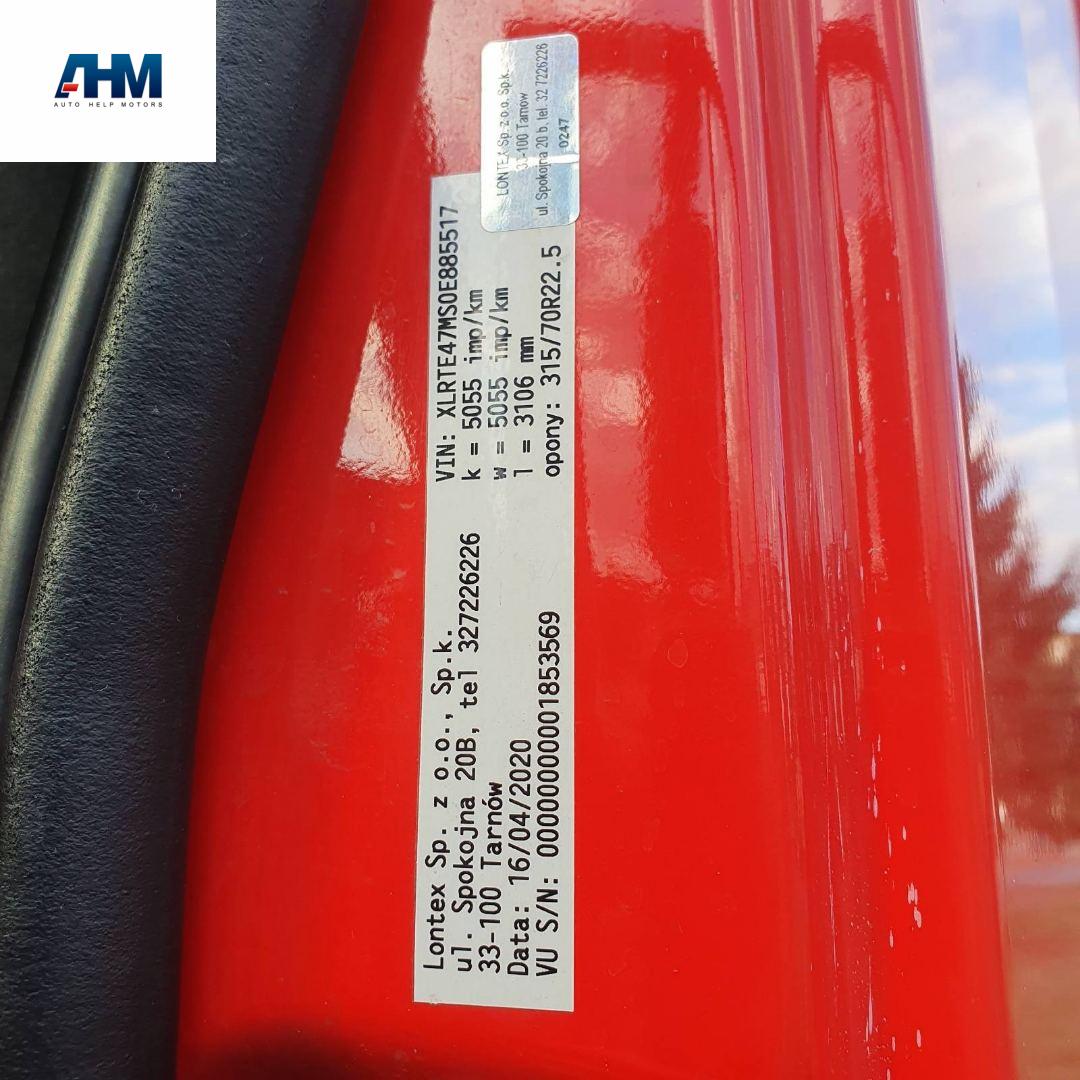 AHM
AUTO HELP MOTORS
LONTEX Sp. z o.o. Sp.k.
33-100 Tarnow
ul. Spokojna 20 b, tel. 32 7226226
0247
Lontex Sp. z o.o., Sp.k.
ul. Spokojna 20B, tel 327226226
33-100 Tarnów
Data: 16/04/2020
VU S/N: 0000000000001853569
VIN: XLRTE47MS0E885517
k = 5055 imp/km
w = 5055 imp/km
l = 3106 mm
opony: 315/70R22.5